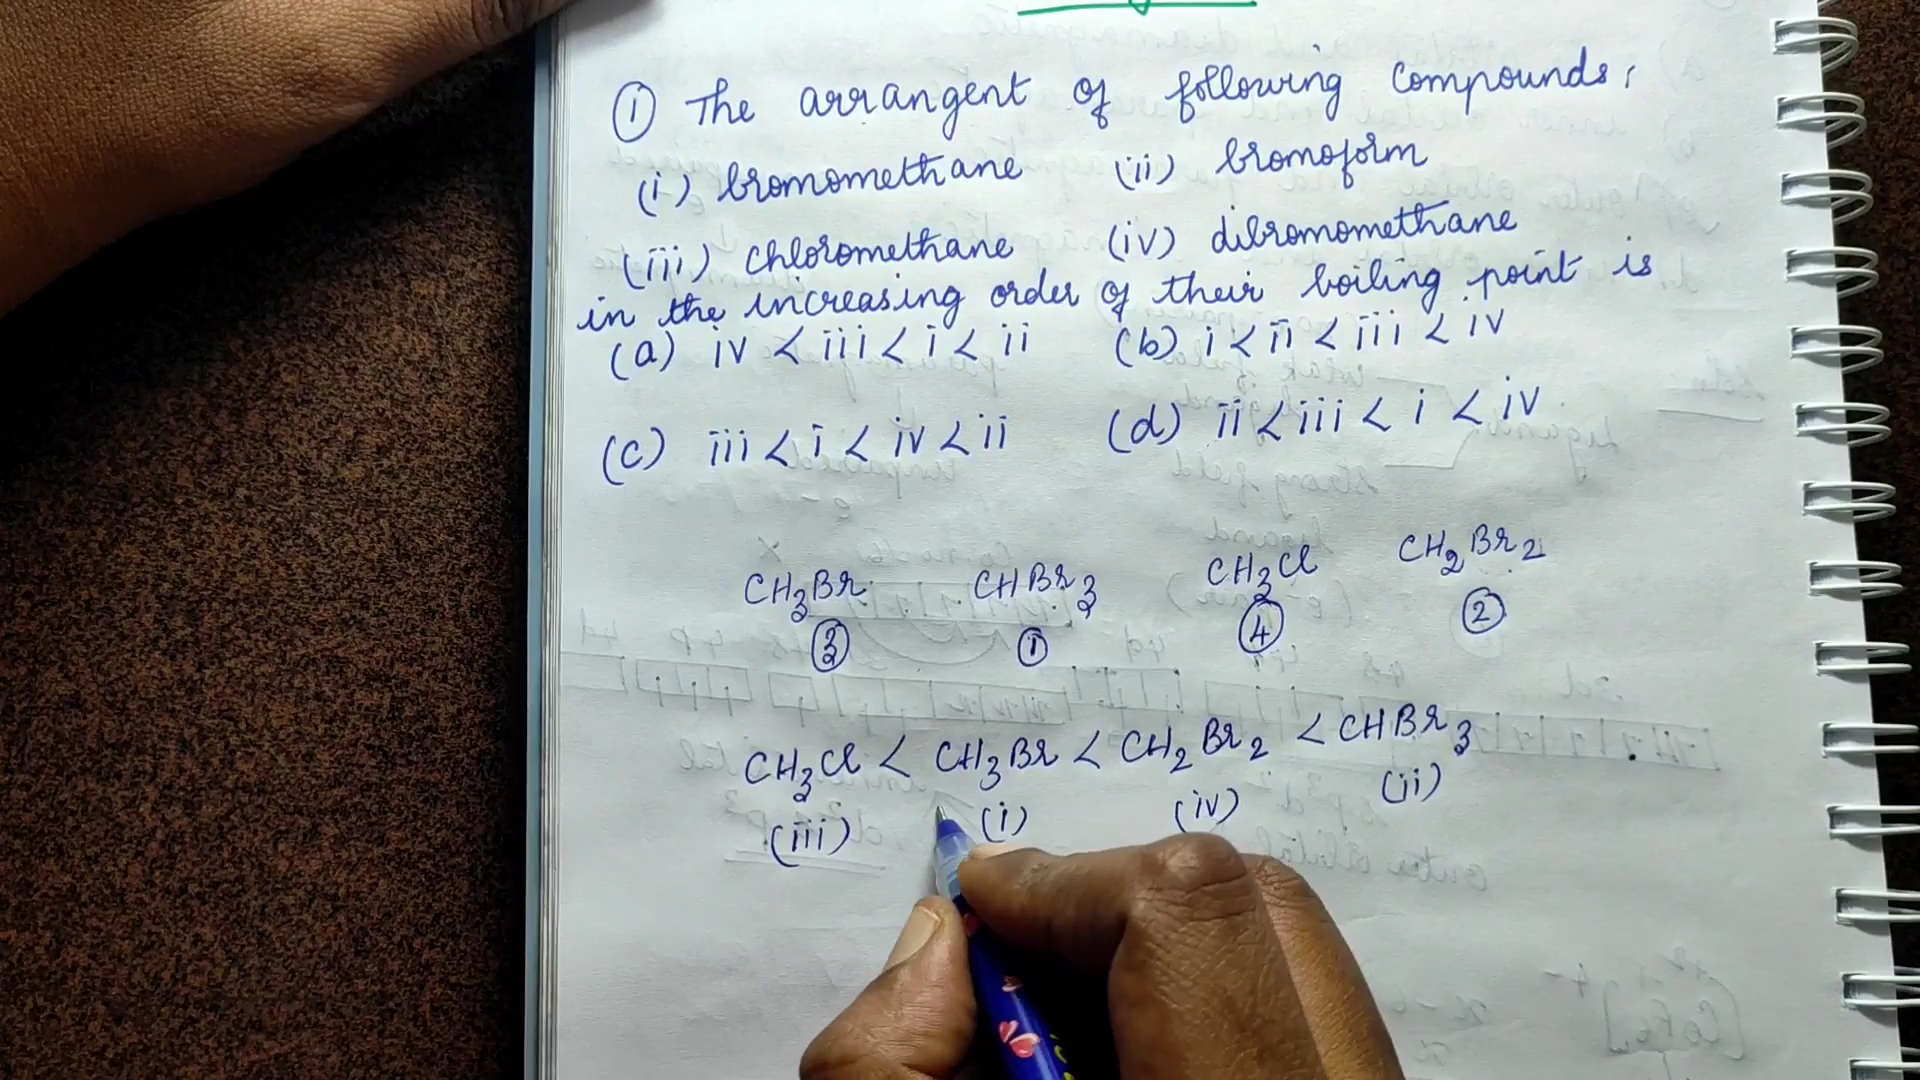 ① The arrangent of following compounds:
(i) bromomethane (ii) bromoform
(iii) chloromethane (iv) dibromomethane
in the increasing order of their boiling point is
(a) iv < iii < i < ii (b) i < ii < iii < iv
(c) iii < i < iv < ii (d) ii < iii < i < iv
CH₃Br CHBr₃ CH₃Cl CH₂Br₂
③ ① ④ ②
CH₃Cl < CH₃Br < CH₂Br₂ < CHBr₃
(iii) (i) (iv) (ii)